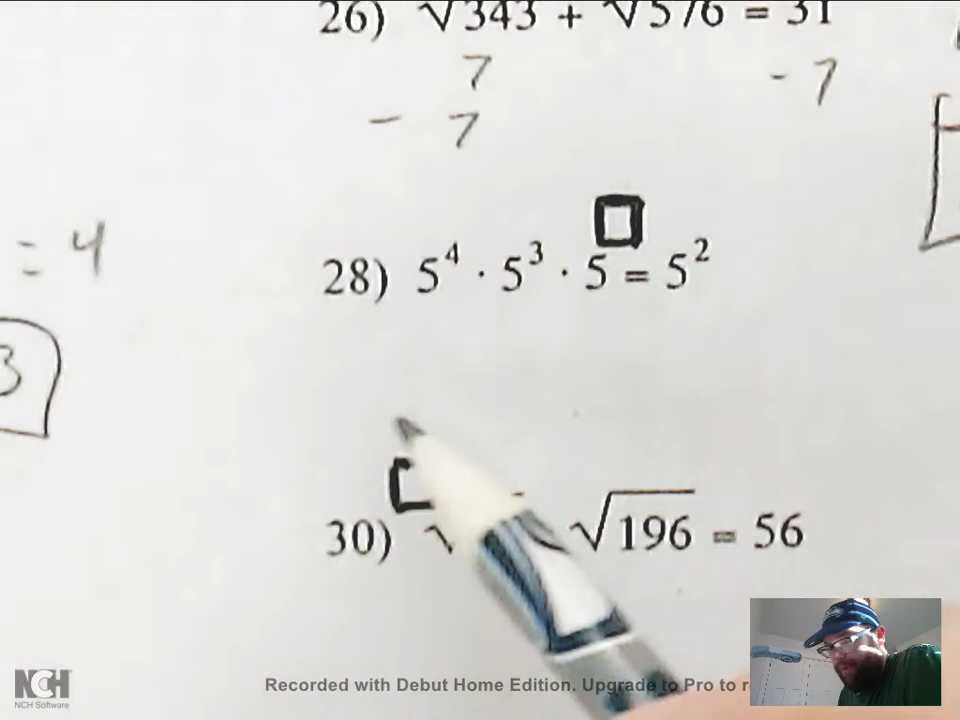 26) √343 + √576 = 31
7 - 7
- 7
= 4
28) 5⁴ · 5³ · 5□ = 5²
3
30) √196 = 56
NCH
NCH Software
Recorded with Debut Home Edition. Upgrade to Pro to